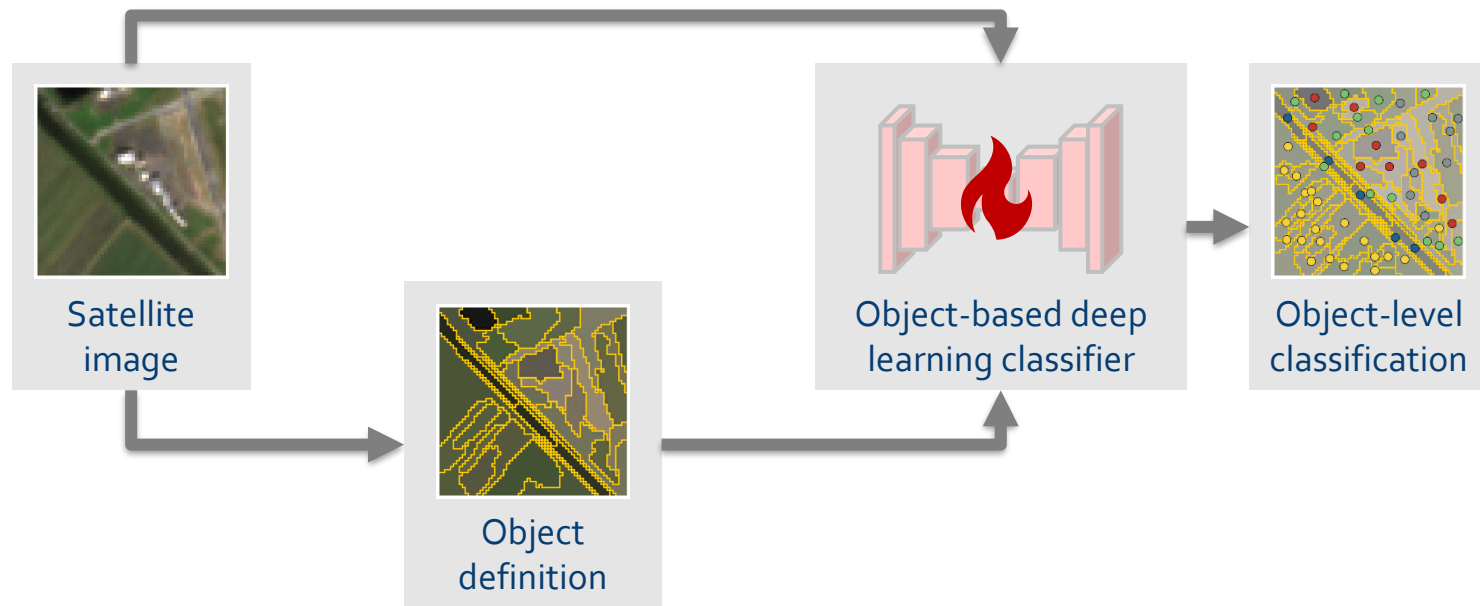 Satellite
image
Object
definition
Object-based deep
learning classifier
Object-level
classification